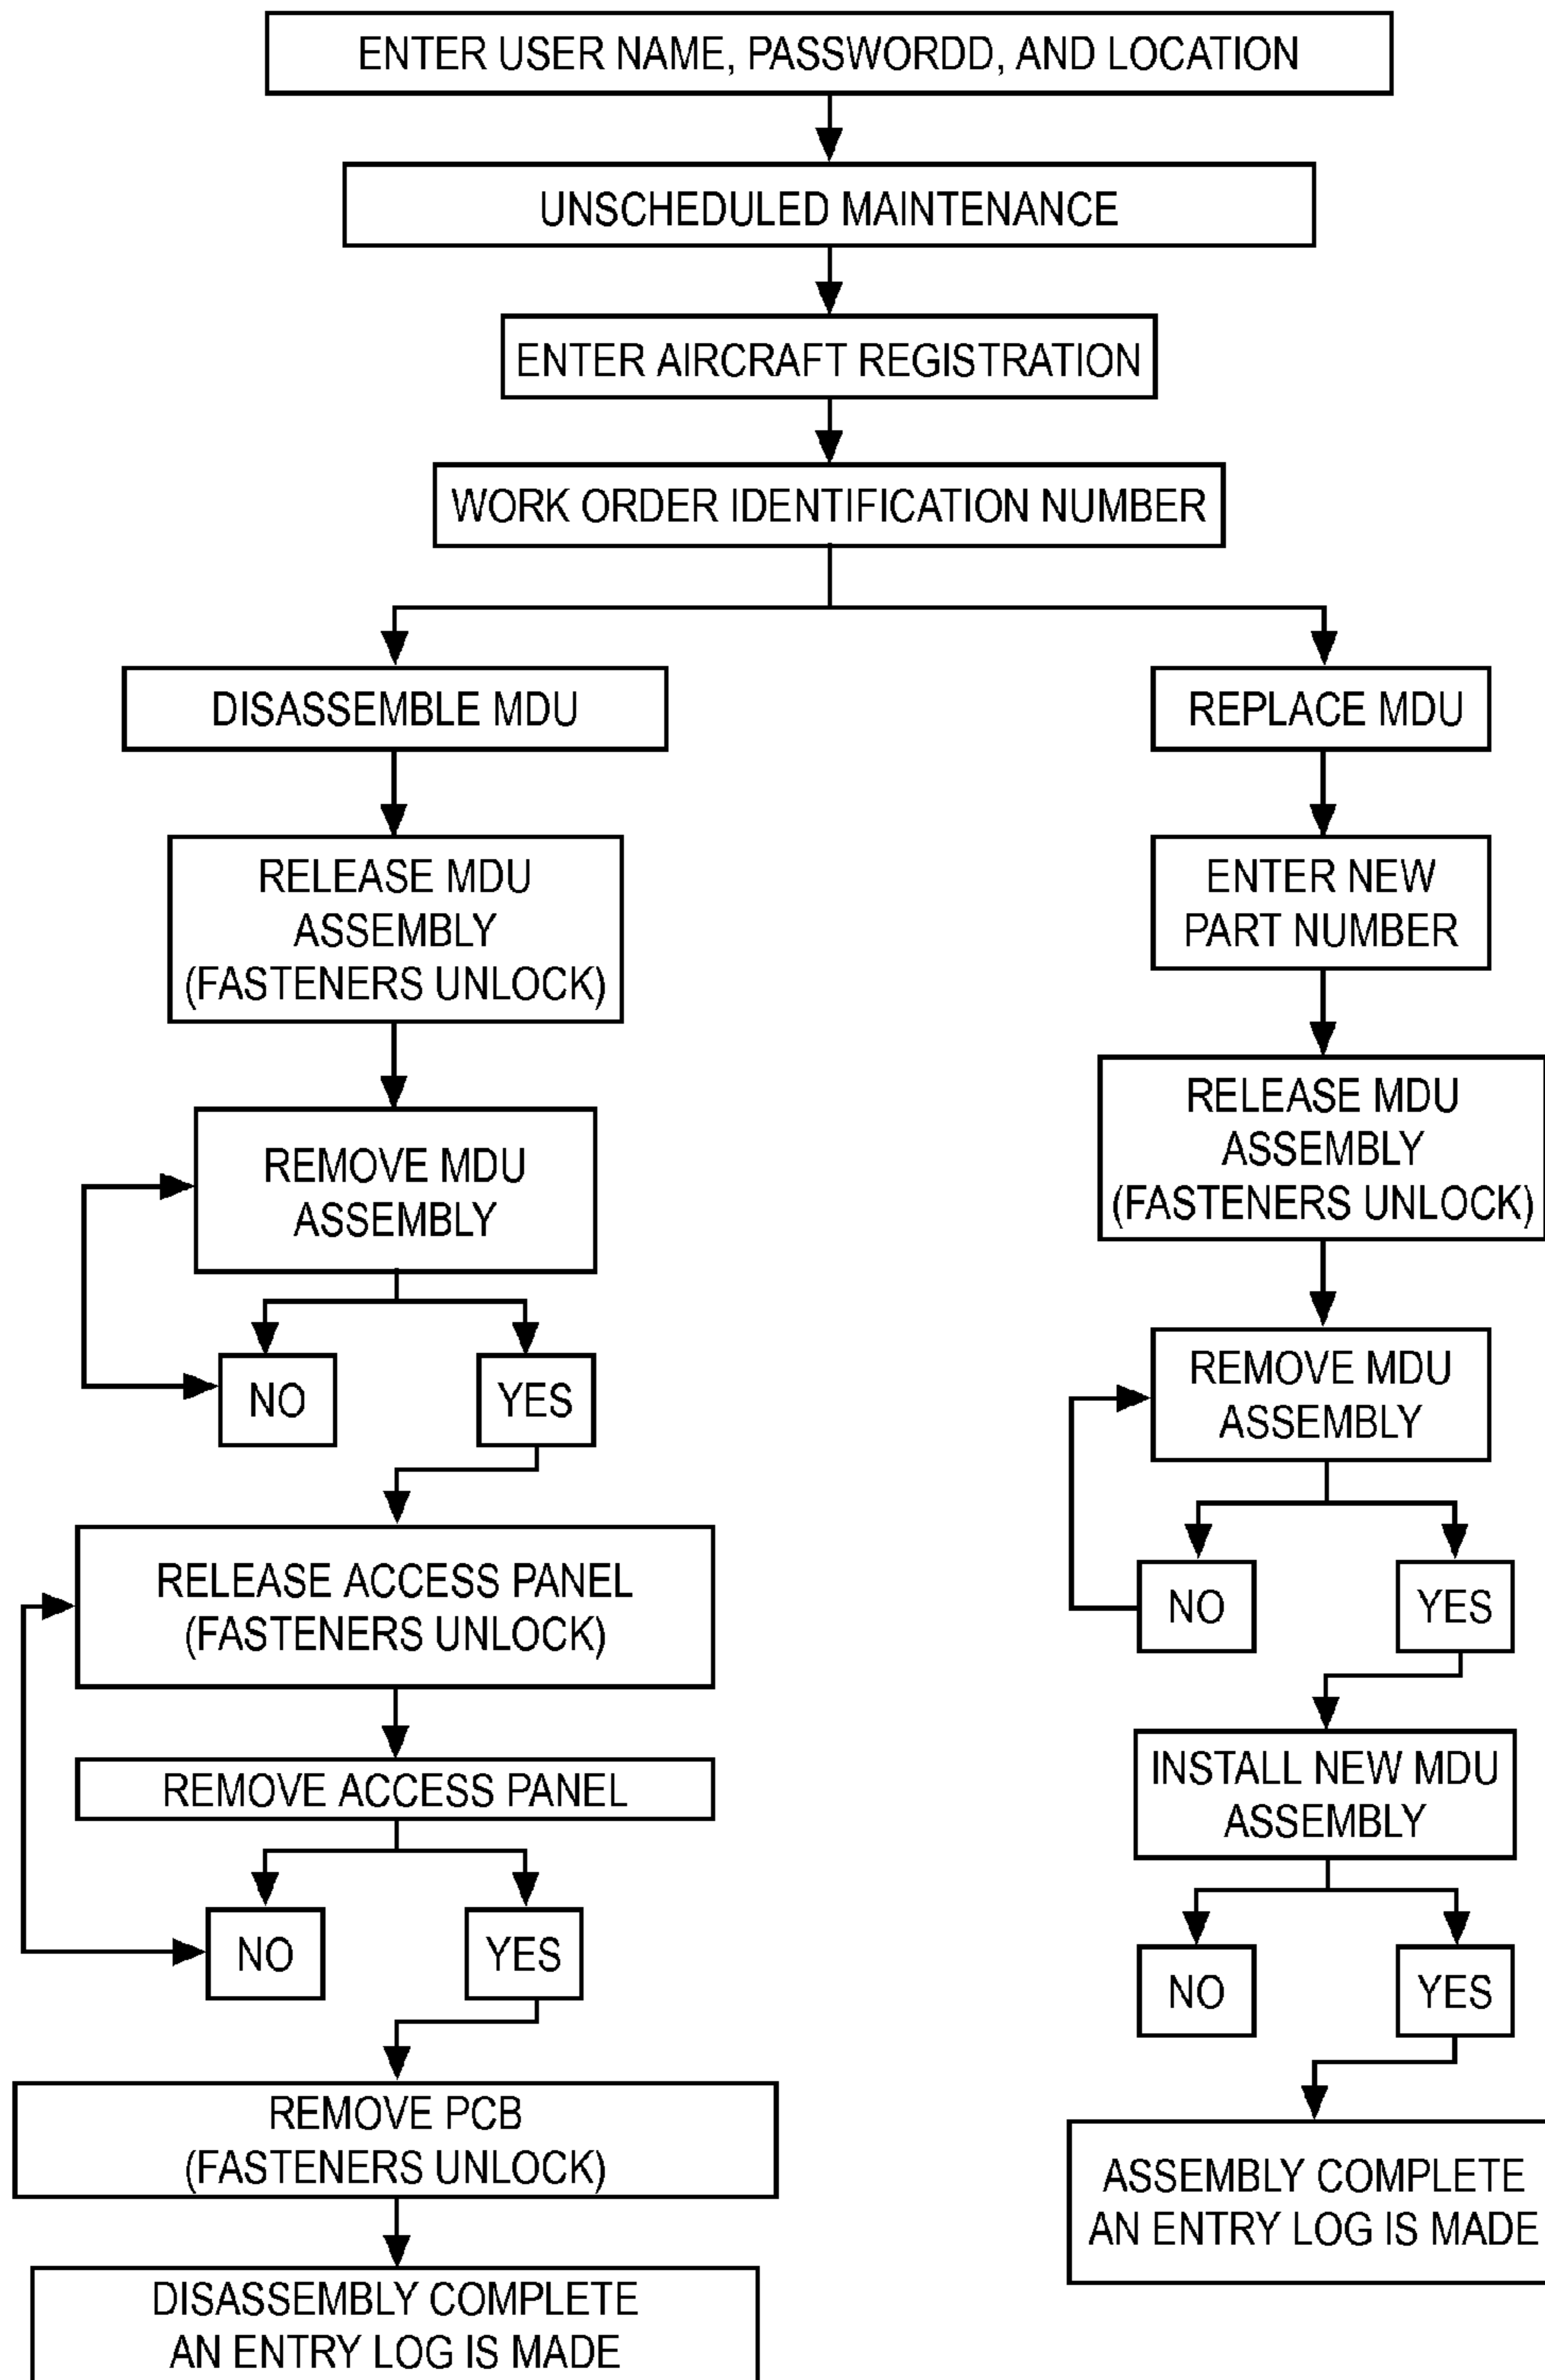 ENTER USER NAME, PASSWORDD, AND LOCATION
UNSCHEDULED MAINTENANCE
ENTER AIRCRAFT REGISTRATION
WORK ORDER IDENTIFICATION NUMBER
DISASSEMBLE MDU
RELEASE MDU
ASSEMBLY
(FASTENERS UNLOCK)
REMOVE MDU
ASSEMBLY
NO
YES
RELEASE ACCESS PANEL
(FASTENERS UNLOCK)
REMOVE ACCESS PANEL
NO
YES
REMOVE PCB
(FASTENERS UNLOCK)
DISASSEMBLY COMPLETE
AN ENTRY LOG IS MADE
REPLACE MDU
ENTER NEW
PART NUMBER
RELEASE MDU
ASSEMBLY
(FASTENERS UNLOCK)
REMOVE MDU
ASSEMBLY
NO
YES
INSTALL NEW MDU
ASSEMBLY
NO
YES
ASSEMBLY COMPLETE
AN ENTRY LOG IS MADE